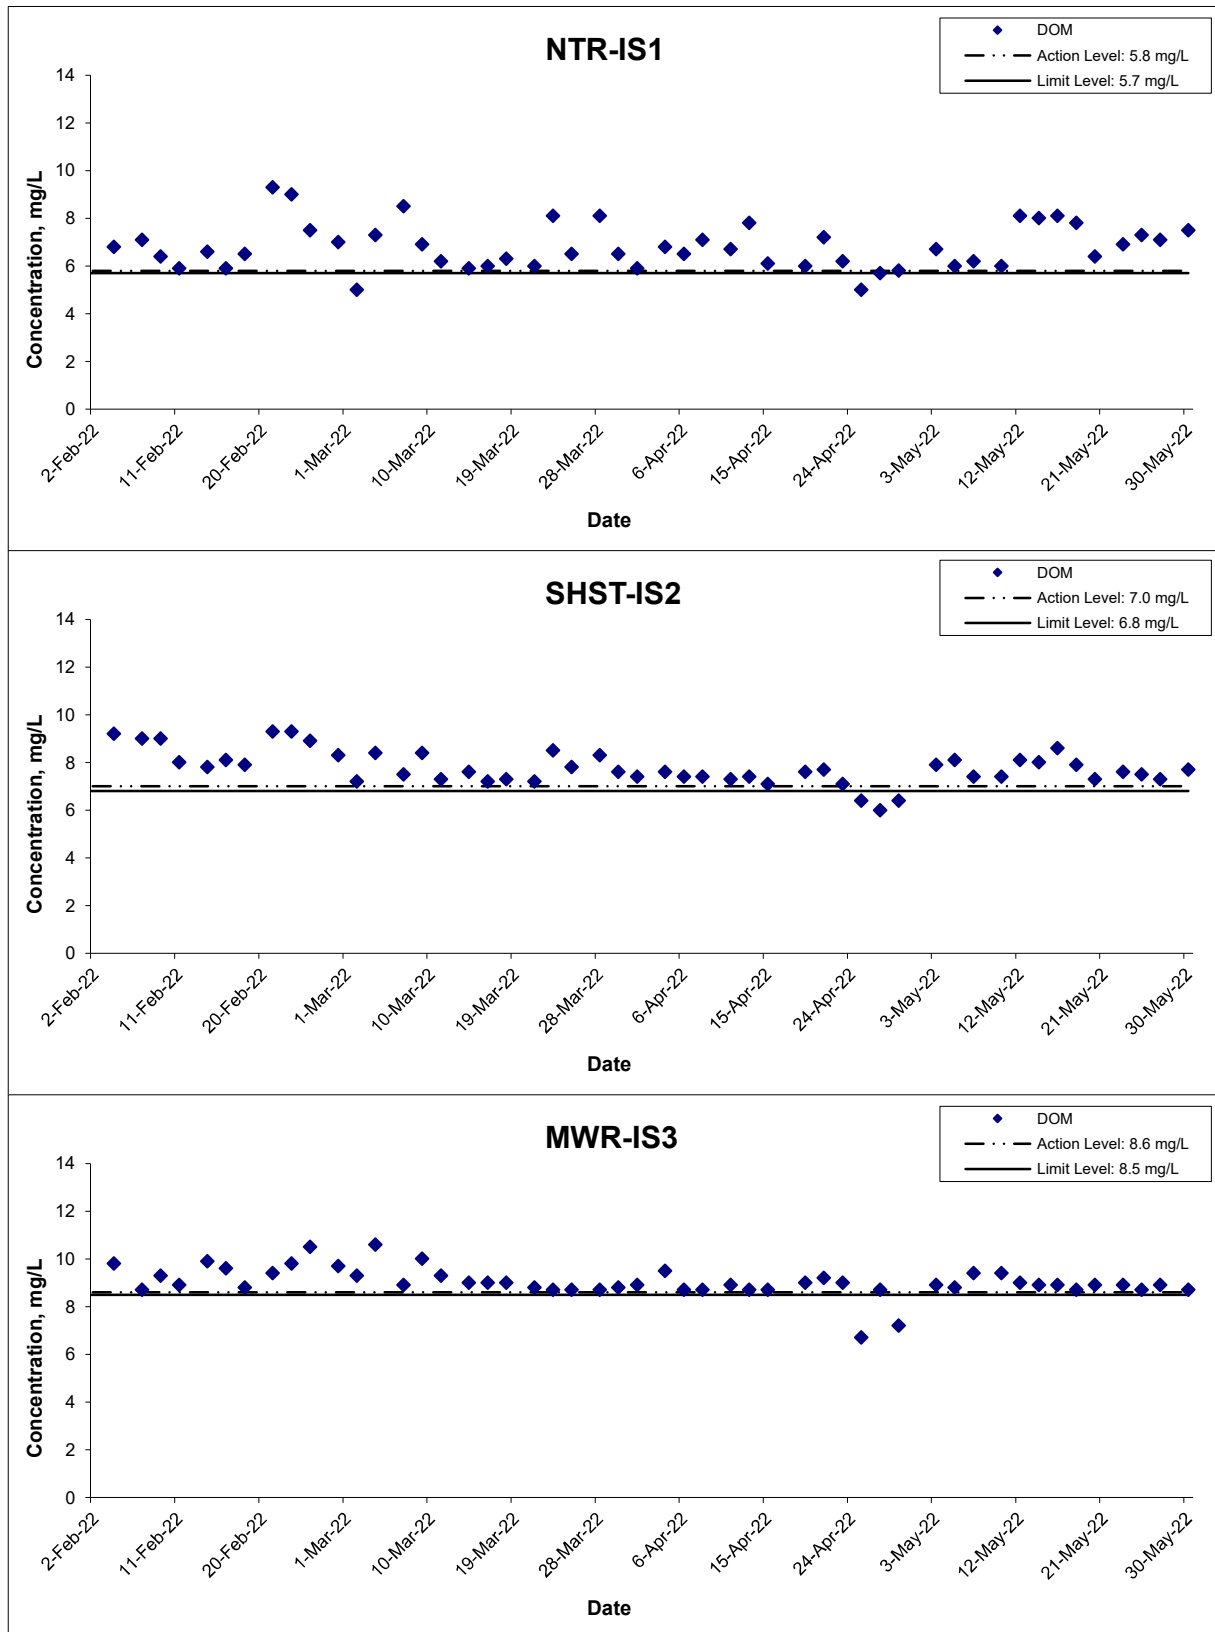 NTR-IS1
DOM
Action Level: 5.8 mg/L
Limit Level: 5.7 mg/L
Concentration, mg/L
14
12
10
8
6
4
2
0
2-Feb-22
11-Feb-22
20-Feb-22
1-Mar-22
10-Mar-22
19-Mar-22
28-Mar-22
6-Apr-22
15-Apr-22
24-Apr-22
3-May-22
12-May-22
21-May-22
30-May-22
Date
SHST-IS2
DOM
Action Level: 7.0 mg/L
Limit Level: 6.8 mg/L
Concentration, mg/L
14
12
10
8
6
4
2
0
2-Feb-22
11-Feb-22
20-Feb-22
1-Mar-22
10-Mar-22
19-Mar-22
28-Mar-22
6-Apr-22
15-Apr-22
24-Apr-22
3-May-22
12-May-22
21-May-22
30-May-22
Date
MWR-IS3
DOM
Action Level: 8.6 mg/L
Limit Level: 8.5 mg/L
Concentration, mg/L
14
12
10
8
6
4
2
0
2-Feb-22
11-Feb-22
20-Feb-22
1-Mar-22
10-Mar-22
19-Mar-22
28-Mar-22
6-Apr-22
15-Apr-22
24-Apr-22
3-May-22
12-May-22
21-May-22
30-May-22
Date